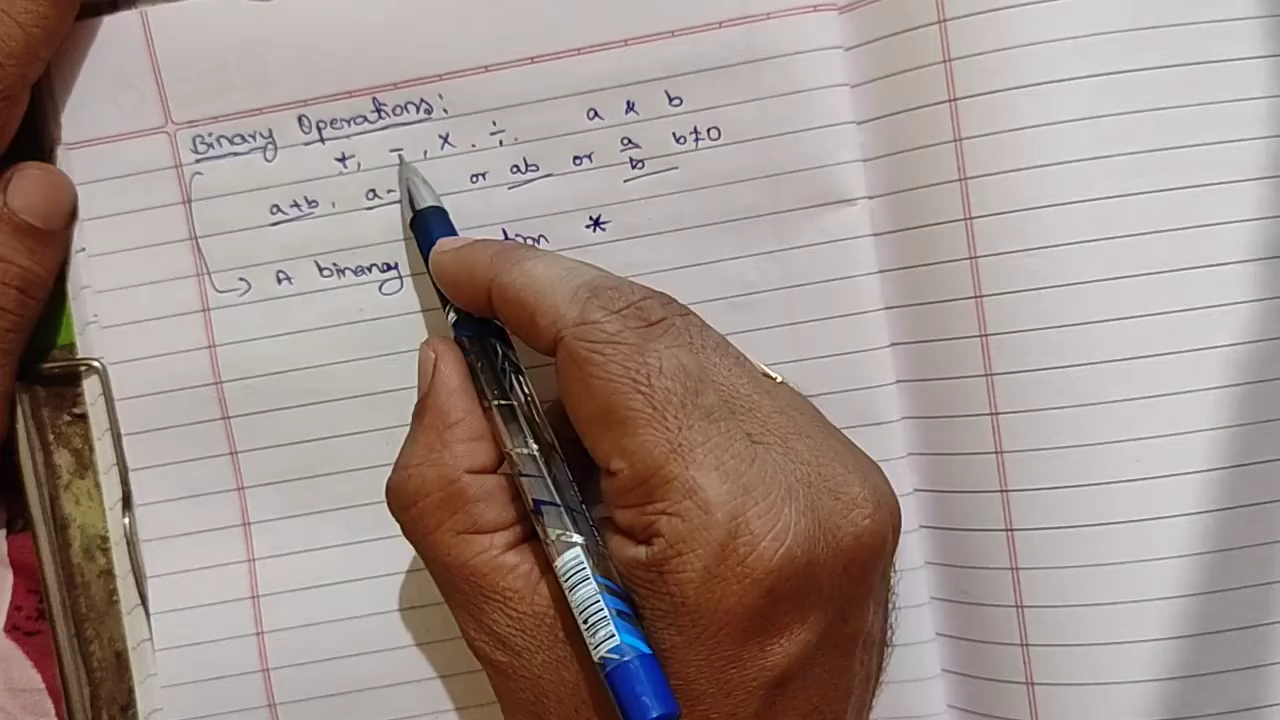 Binary Operations:
+, -, x . ÷. a & b
a+b, a- or ab or a/b b≠0
→ A binary *